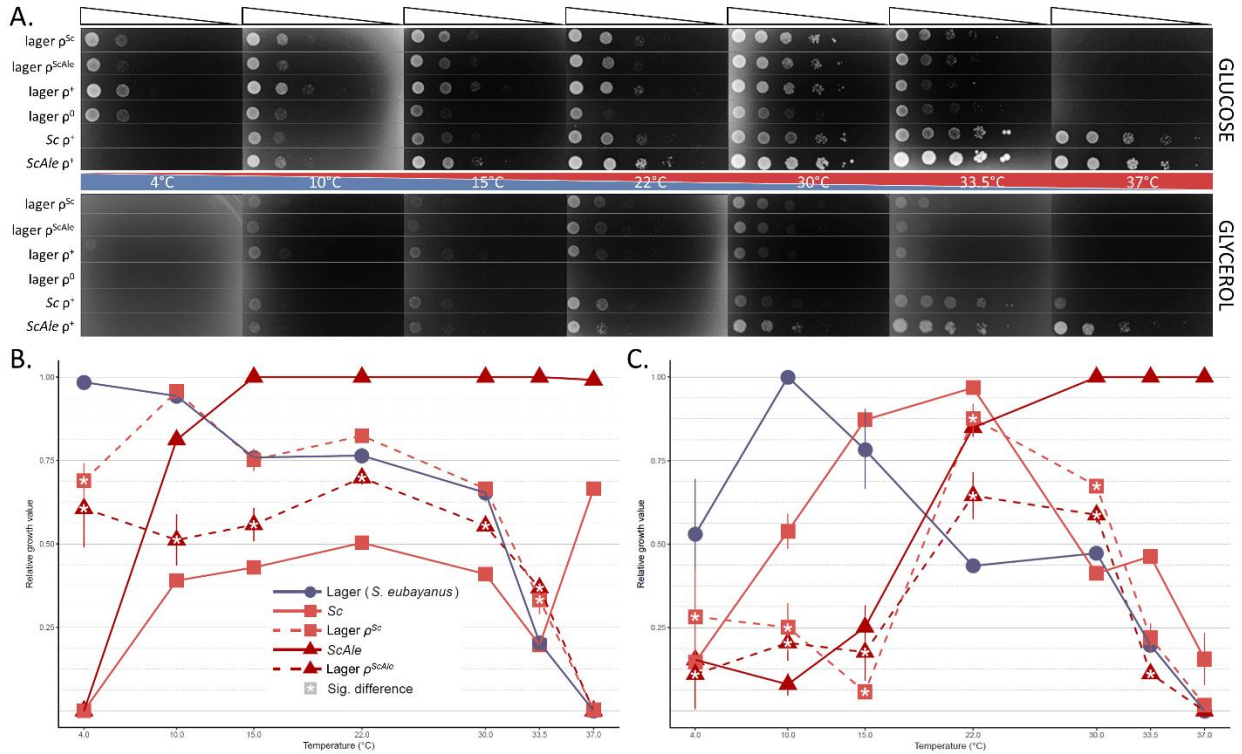 A.
lager ρSc
lager ρScAle
lager ρ+
lager ρ0
Sc ρ+
ScAle ρ+
GLUCOSE
4°C 10°C 15°C 22°C 30°C 33.5°C 37°C
lager ρSc
lager ρScAle
lager ρ+
lager ρ0
Sc ρ+
ScAle ρ+
GLYCEROL
B.
1.00
0.75
0.50
0.25
Relative growth value
Lager (S. eubayanus)
Sc
Lager ρSc
ScAle
Lager ρScAle
Sig. difference
4.0 10.0 15.0 22.0 30.0 33.5 37.0
Temperature (°C)
C.
1.00
0.75
0.50
0.25
Relative growth value
4.0 10.0 15.0 22.0 30.0 33.5 37.0
Temperature (°C)